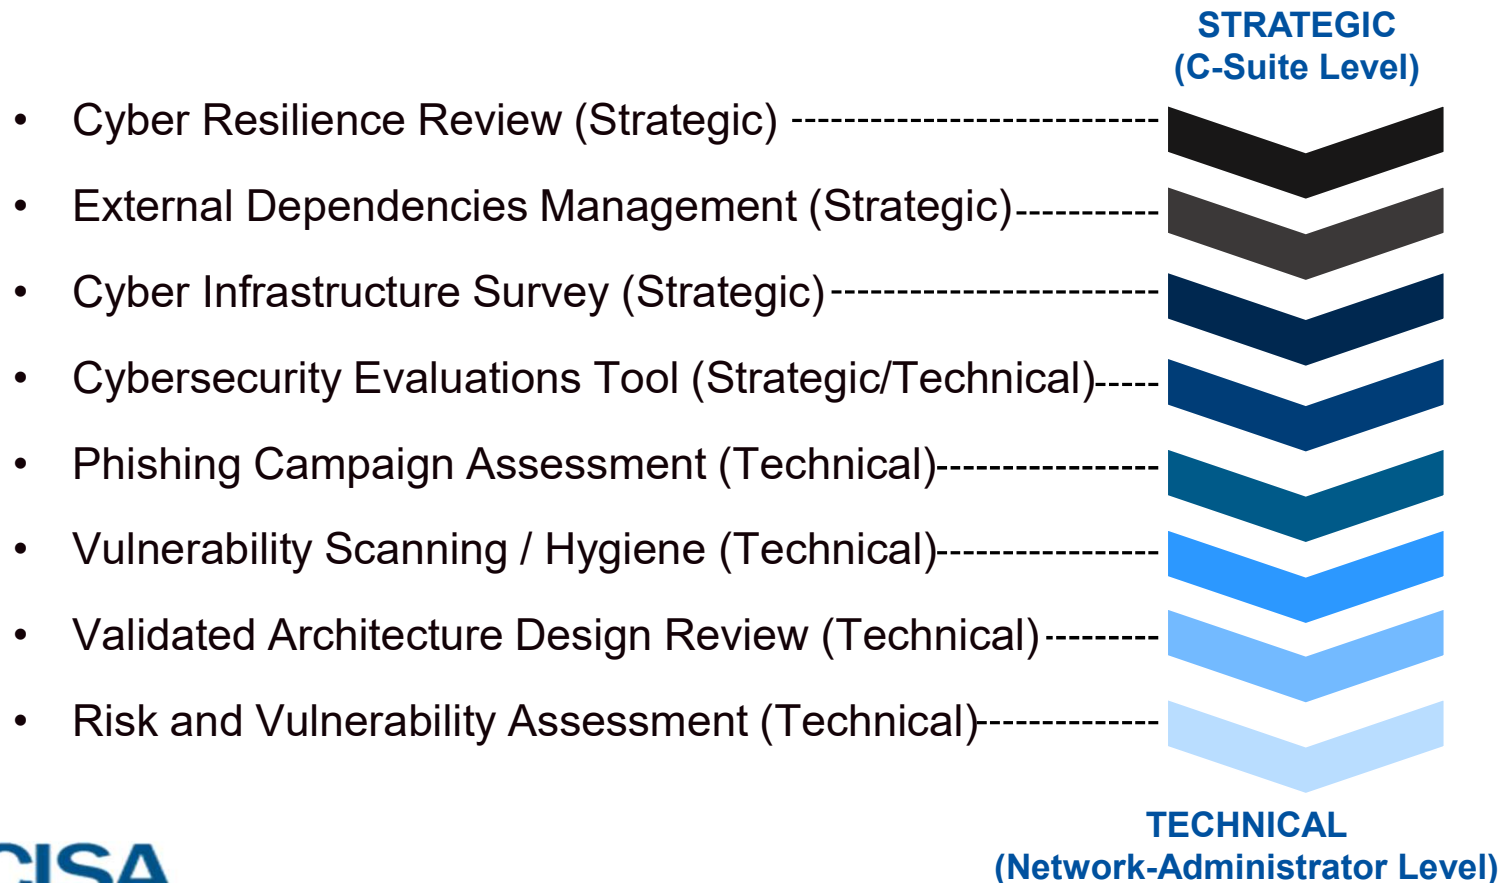 STRATEGIC
(C-Suite Level)
• Cyber Resilience Review (Strategic)
• External Dependencies Management (Strategic)
• Cyber Infrastructure Survey (Strategic)
• Cybersecurity Evaluations Tool (Strategic/Technical)
• Phishing Campaign Assessment (Technical)
• Vulnerability Scanning / Hygiene (Technical)
• Validated Architecture Design Review (Technical)
• Risk and Vulnerability Assessment (Technical)
TECHNICAL
(Network-Administrator Level)
CISA